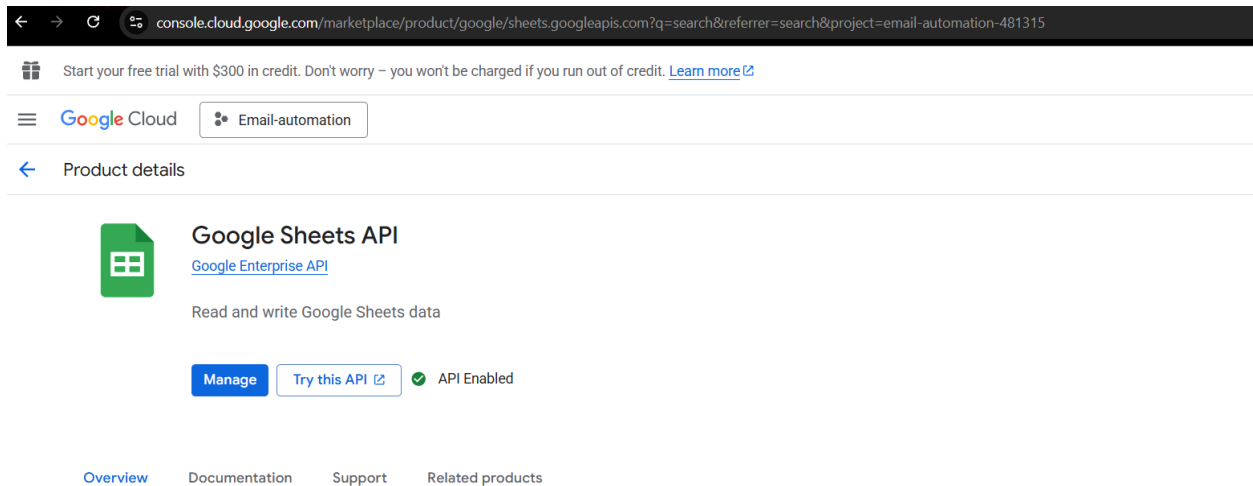 console.cloud.google.com/marketplace/product/google/sheets.googleapis.com?q=search&referrer=search&project=email-automation-481315
Start your free trial with $300 in credit. Don't worry – you won't be charged if you run out of credit. Learn more
Google Cloud Email-automation
Product details
Google Sheets API
Google Enterprise API
Read and write Google Sheets data
Manage Try this API API Enabled
Overview Documentation Support Related products